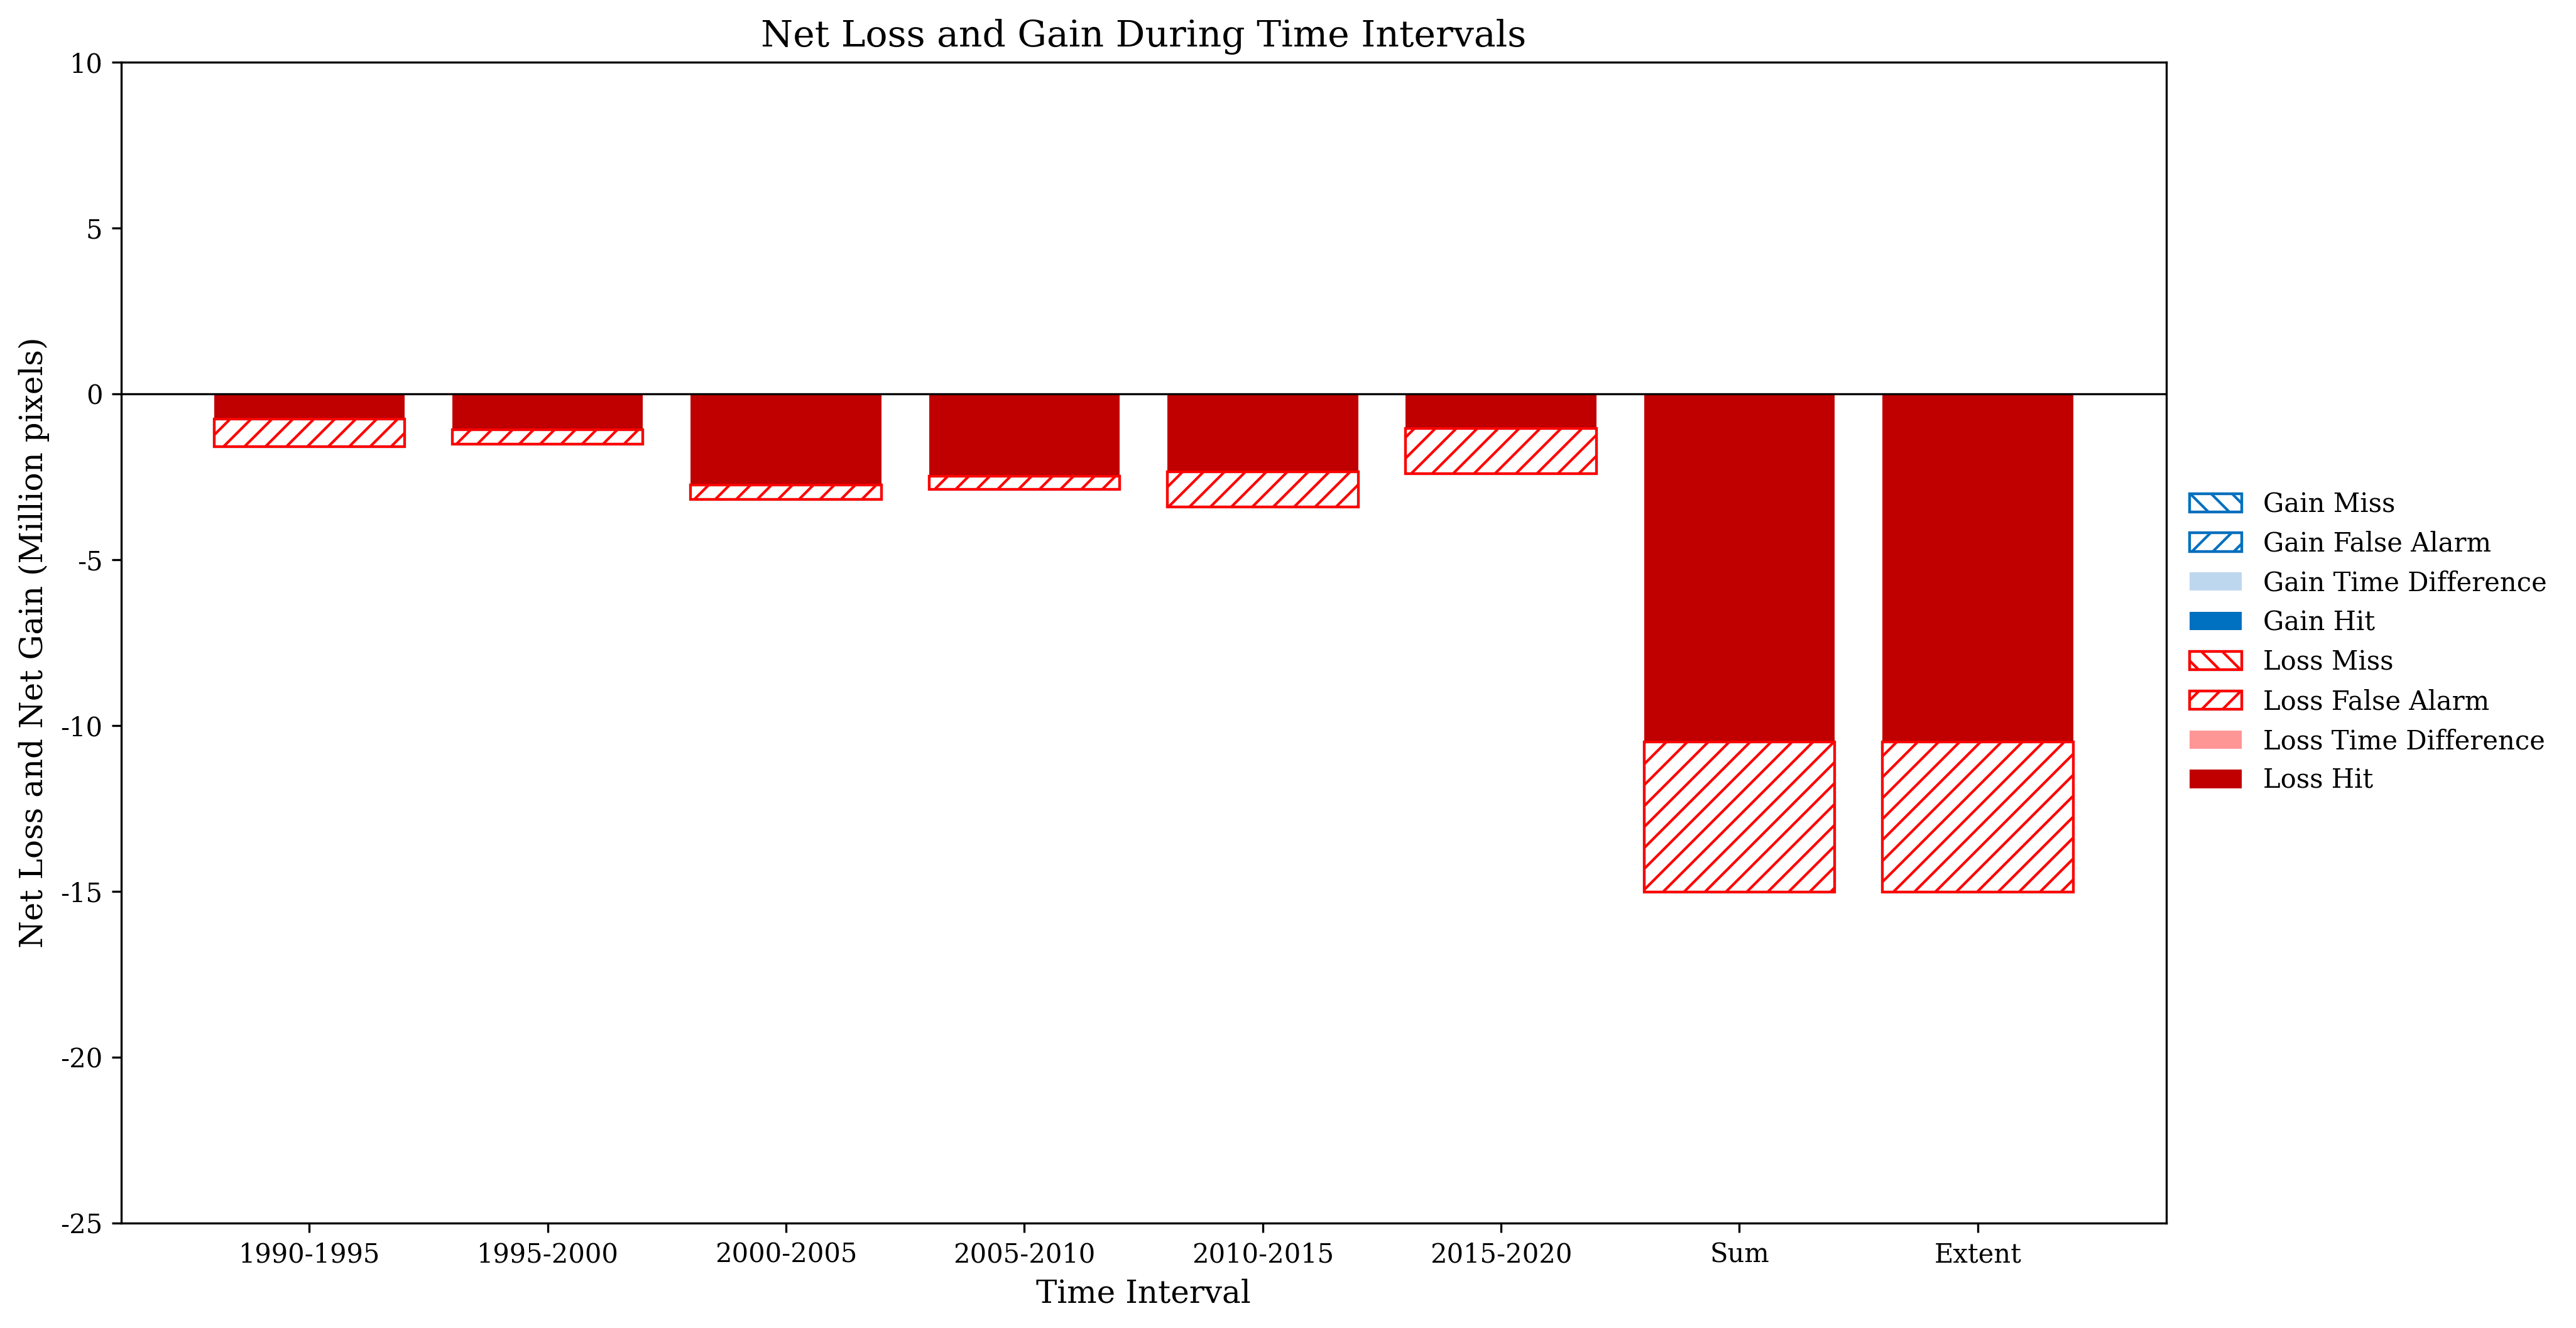 Net Loss and Gain During Time Intervals
Net Loss and Net Gain (Million pixels)
10
5
0
-5
-10
-15
-20
-25
1990-1995
1995-2000
2000-2005
2005-2010
2010-2015
2015-2020
Sum
Extent
Time Interval
Gain Miss
Gain False Alarm
Gain Time Difference
Gain Hit
Loss Miss
Loss False Alarm
Loss Time Difference
Loss Hit